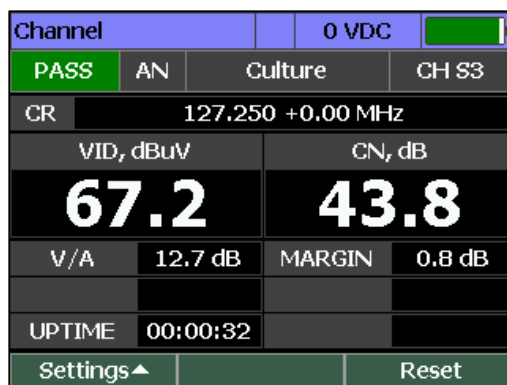 Channel 0 VDC
PASS AN Culture CH S3
CR 127.250 +0.00 MHz
VID, dBuV CN, dB
67.2 43.8
V/A 12.7 dB MARGIN 0.8 dB
UPTIME 00:00:32
Settings▲ Reset